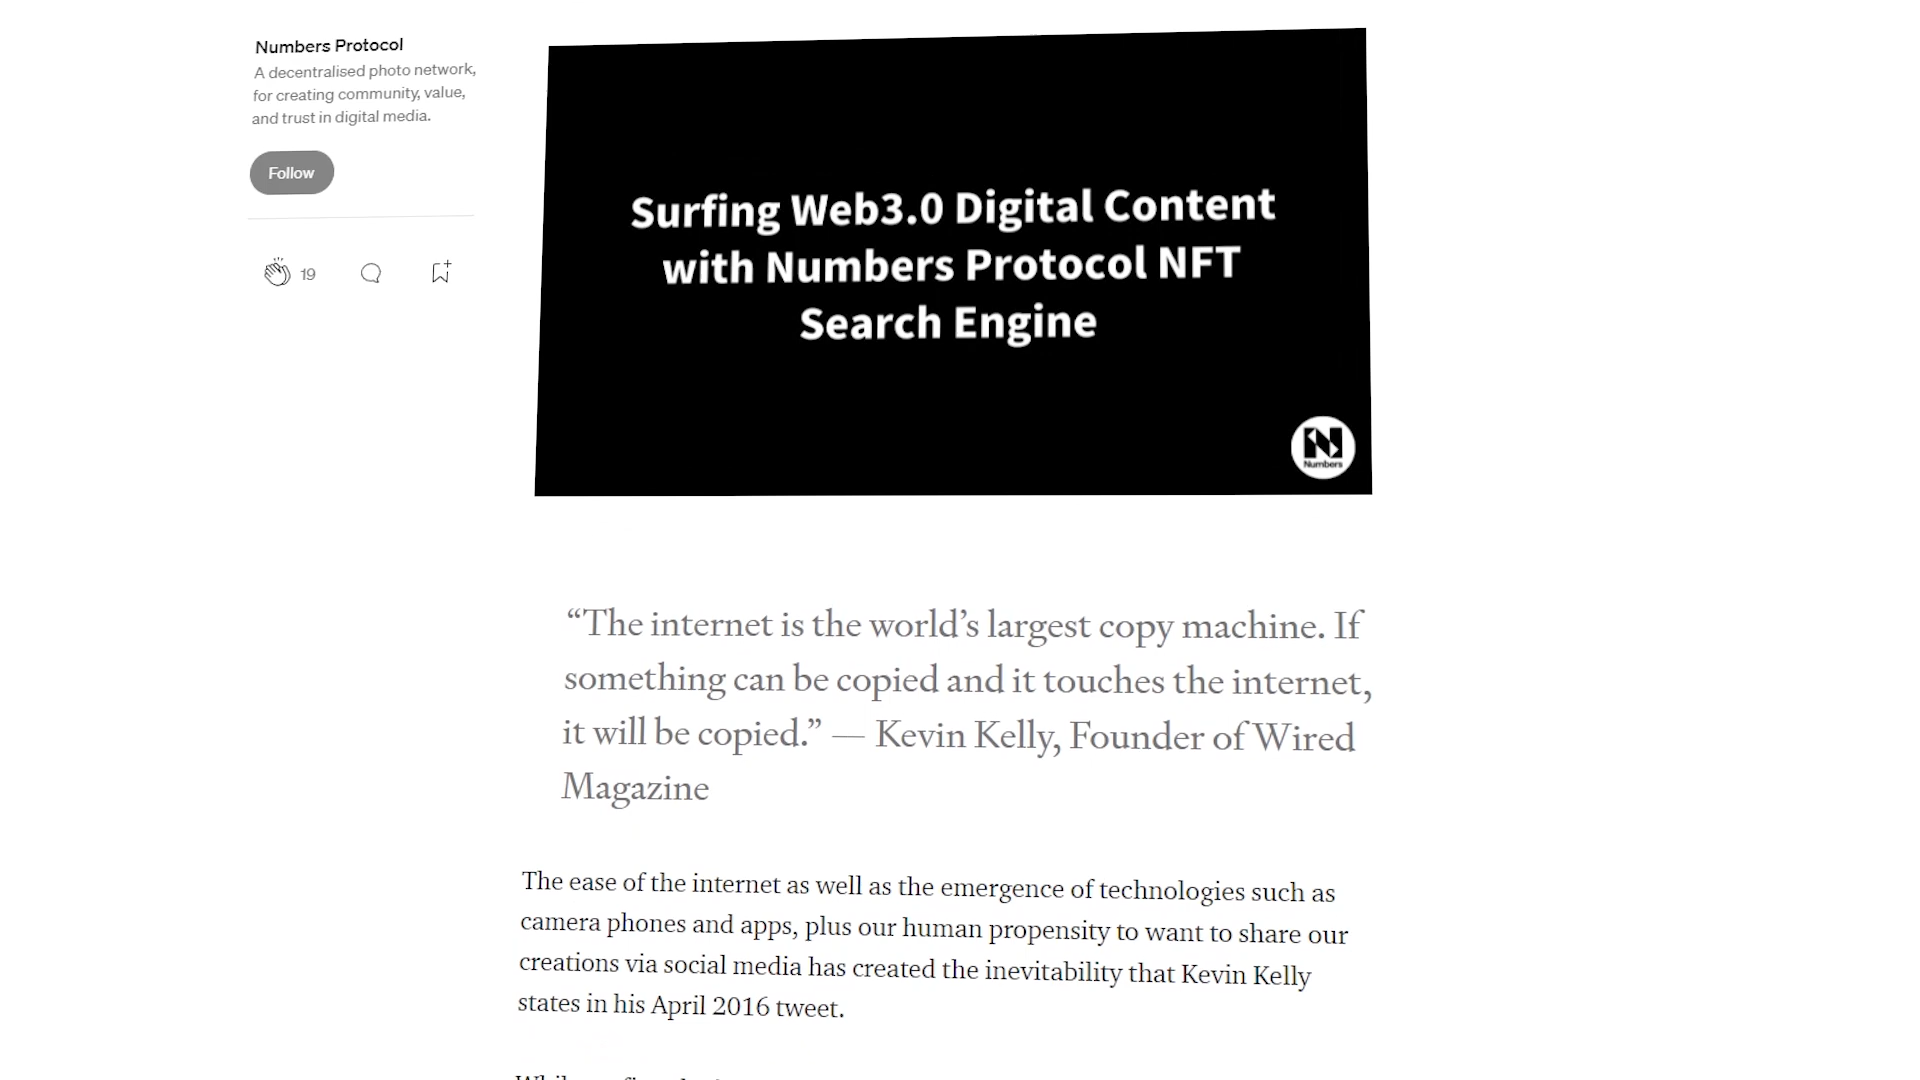 Numbers Protocol
A decentralised photo network,
for creating community, value,
and trust in digital media.
Follow
19
Surfing Web3.0 Digital Content
with Numbers Protocol NFT
Search Engine
Numbers
“The internet is the world’s largest copy machine. If
something can be copied and it touches the internet,
it will be copied.” — Kevin Kelly, Founder of Wired
Magazine
The ease of the internet as well as the emergence of technologies such as
camera phones and apps, plus our human propensity to want to share our
creations via social media has created the inevitability that Kevin Kelly
states in his April 2016 tweet.